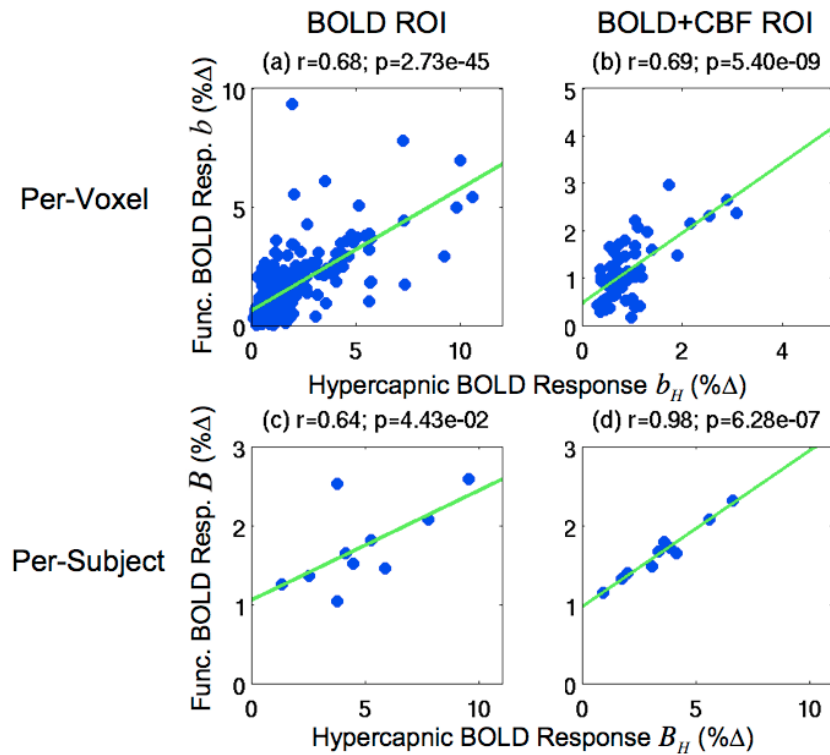 BOLD ROI
BOLD+CBF ROI
(a) r=0.68; p=2.73e-45
(b) r=0.69; p=5.40e-09
Per-Voxel
Func. BOLD Resp. b (%Δ)
10
5
0
0
5
10
5
4
3
2
1
0
0
2
4
Hypercapnic BOLD Response b_H (%Δ)
(c) r=0.64; p=4.43e-02
(d) r=0.98; p=6.28e-07
Per-Subject
Func. BOLD Resp. B (%Δ)
3
2
1
0
0
5
10
3
2
1
0
0
5
10
Hypercapnic BOLD Response B_H (%Δ)